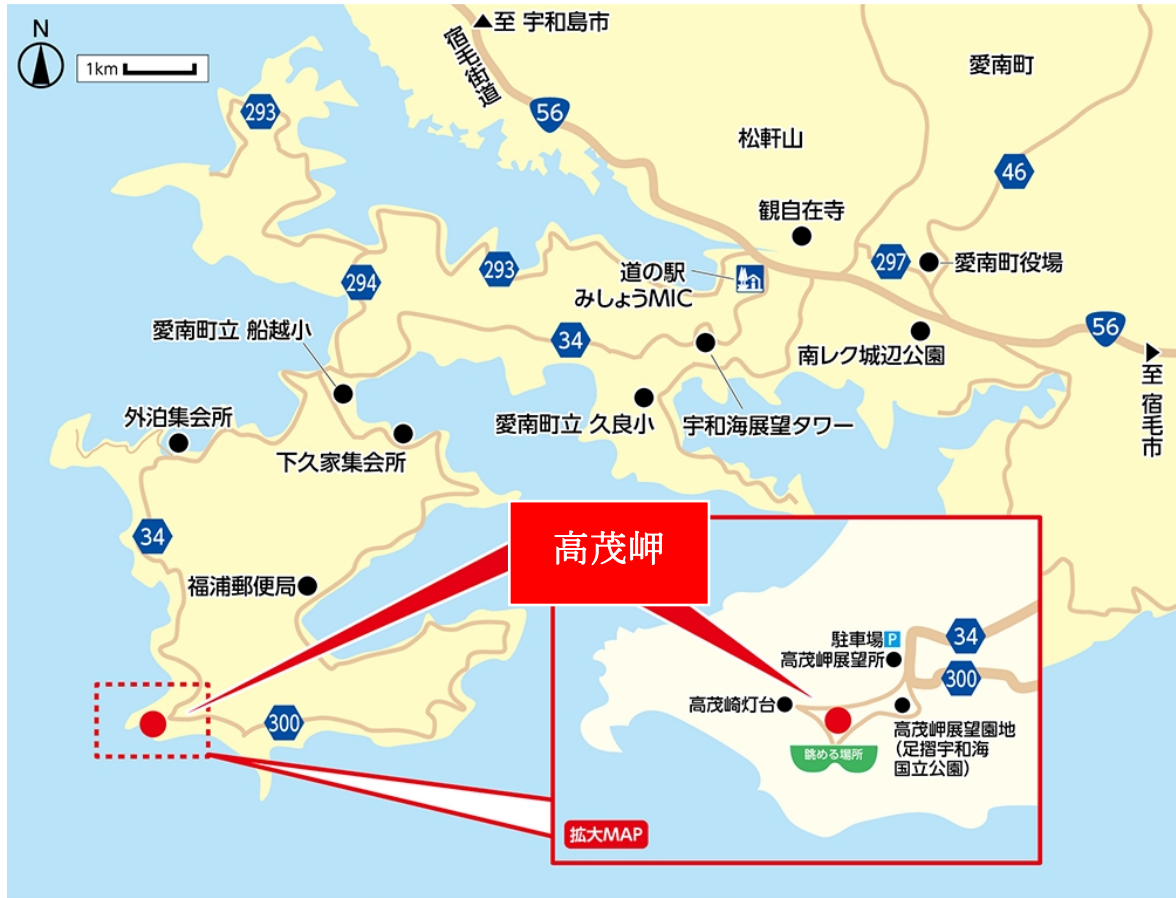 N
1km
▲至 宇和島市
宿毛街道
56
愛南町
293
松軒山
46
観自在寺
297
愛南町役場
道の駅
みしょうMIC
293
294
愛南町立 船越小
34
56
南レク城辺公園
▶至 宿毛市
外泊集会所
愛南町立 久良小
宇和海展望タワー
下久家集会所
34
福浦郵便局
高茂岬
駐車場 P
高茂岬展望所
34
300
高茂崎灯台
高茂岬展望園地
(足摺宇和海
国立公園)
眺める場所
300
拡大MAP